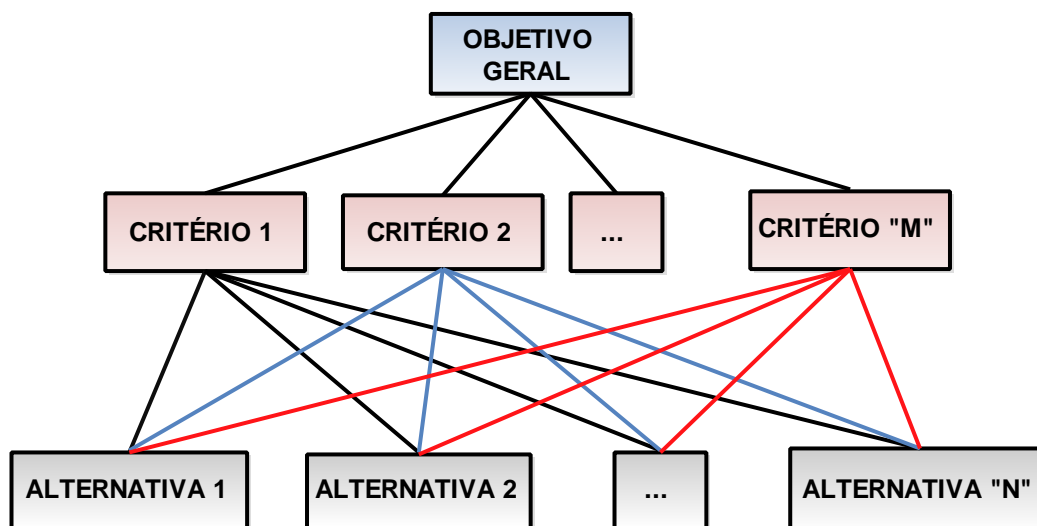 OBJETIVO
GERAL
CRITÉRIO 1
CRITÉRIO 2
...
CRITÉRIO "M"
ALTERNATIVA 1
ALTERNATIVA 2
...
ALTERNATIVA "N"